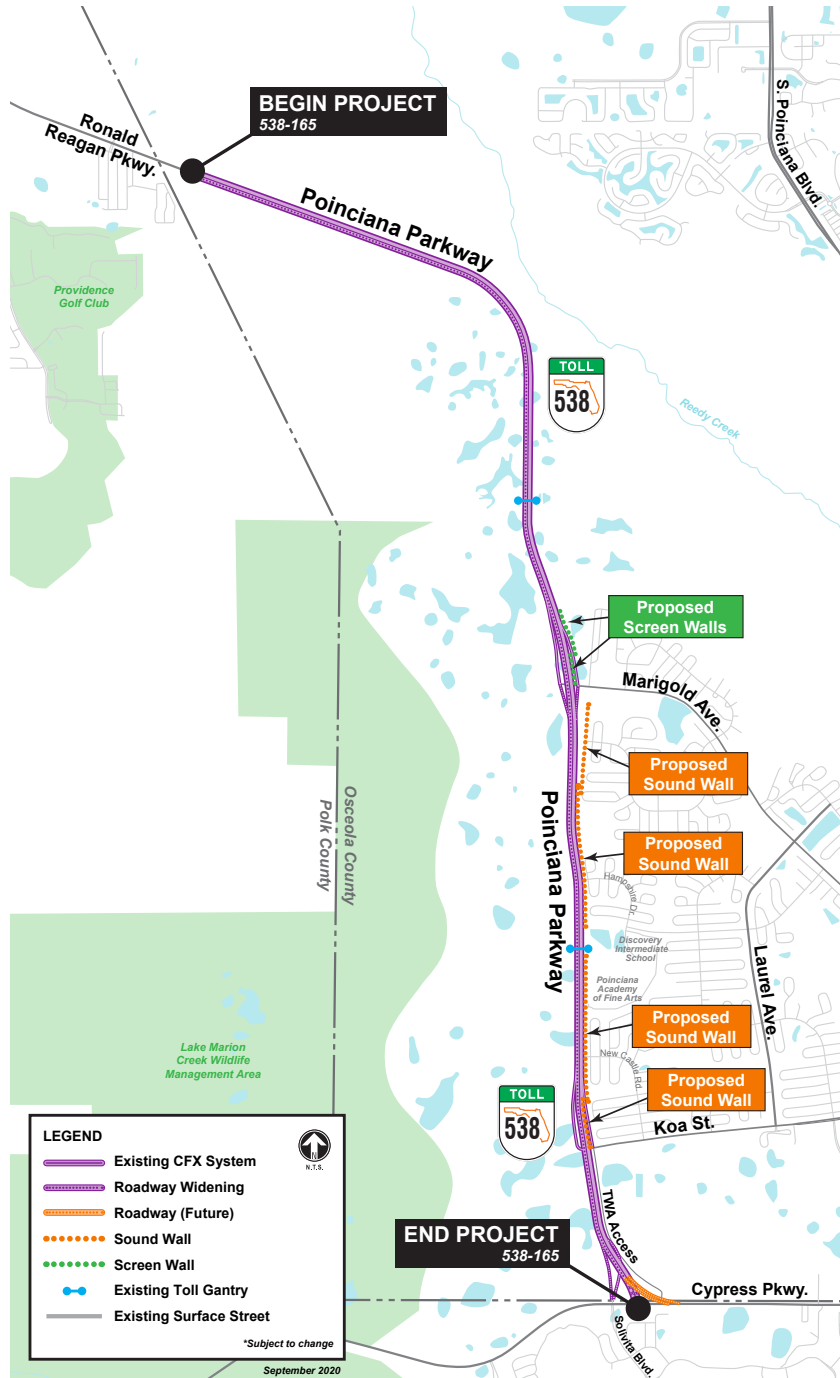 BEGIN PROJECT
538-165
Ronald
Reagan Pkwy.
S. Poinciana Blvd.
Poinciana Parkway
Providence
Golf Club
TOLL
538
Reedy Creek
Proposed
Screen Walls
Marigold Ave.
Proposed
Sound Wall
Osceola County
Polk County
Poinciana Parkway
Proposed
Sound Wall
Hampshire Dr.
Discovery
Intermediate
School
Laurel Ave.
Poinciana
Academy
of Fine Arts
Proposed
Sound Wall
Lake Marion
Creek Wildlife
Management Area
New Castle Rd.
Proposed
Sound Wall
TOLL
538
Koa St.
LEGEND
N
N.T.S.
Existing CFX System
Roadway Widening
Roadway (Future)
Sound Wall
Screen Wall
Existing Toll Gantry
Existing Surface Street
*Subject to change
September 2020
TWA Access
END PROJECT
538-165
Cypress Pkwy.
Solivita Blvd.